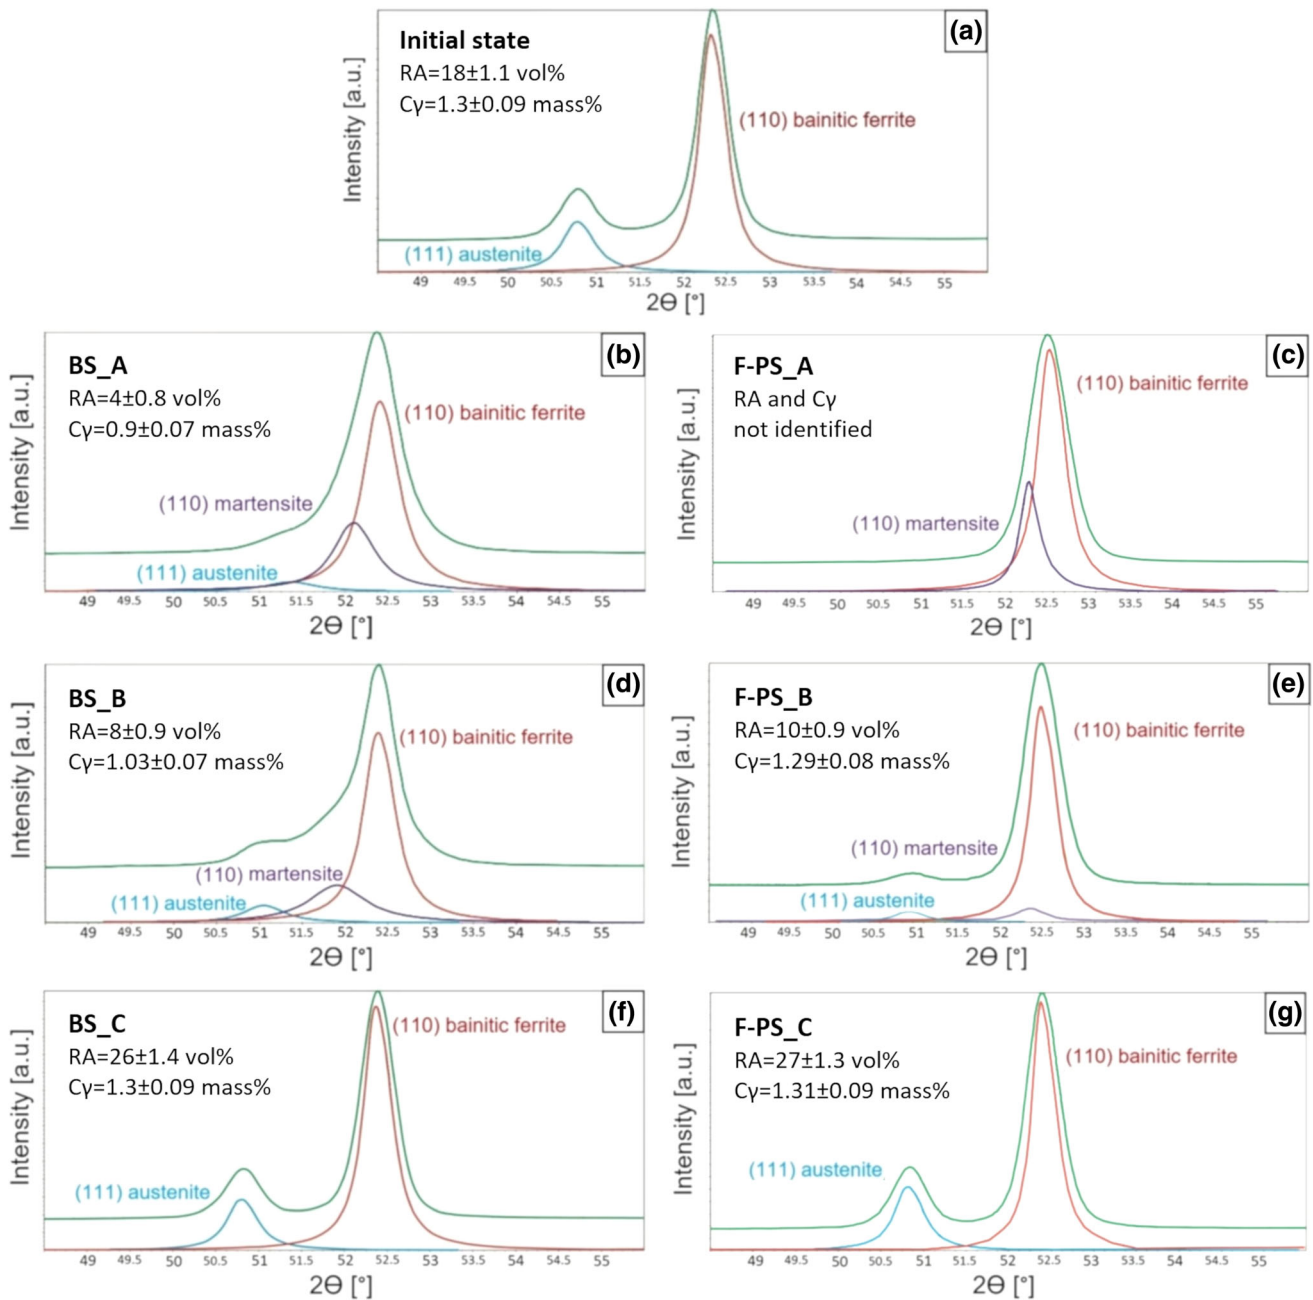 (a)
Initial state
RA=18±1.1 vol%
Cγ=1.3±0.09 mass%
(110) bainitic ferrite
(111) austenite
Intensity [a.u.]
49 49.5 50 50.5 51 51.5 52 52.5 53 53.5 54 54.5 55
2Θ [°]
(b)
BS_A
RA=4±0.8 vol%
Cγ=0.9±0.07 mass%
(110) bainitic ferrite
(110) martensite
(111) austenite
Intensity [a.u.]
49 49.5 50 50.5 51 51.5 52 52.5 53 53.5 54 54.5 55
2Θ [°]
(c)
F-PS_A
RA and Cγ
not identified
(110) bainitic ferrite
(110) martensite
Intensity [a.u.]
49 49.5 50 50.5 51 51.5 52 52.5 53 53.5 54 54.5 55
2Θ [°]
(d)
BS_B
RA=8±0.9 vol%
Cγ=1.03±0.07 mass%
(110) bainitic ferrite
(110) martensite
(111) austenite
Intensity [a.u.]
49 49.5 50 50.5 51 51.5 52 52.5 53 53.5 54 54.5 55
2Θ [°]
(e)
F-PS_B
RA=10±0.9 vol%
Cγ=1.29±0.08 mass%
(110) bainitic ferrite
(110) martensite
(111) austenite
Intensity [a.u.]
49 49.5 50 50.5 51 51.5 52 52.5 53 53.5 54 54.5 55
2Θ [°]
(f)
BS_C
RA=26±1.4 vol%
Cγ=1.3±0.09 mass%
(110) bainitic ferrite
(111) austenite
Intensity [a.u.]
49 49.5 50 50.5 51 51.5 52 52.5 53 53.5 54 54.5 55
2Θ [°]
(g)
F-PS_C
RA=27±1.3 vol%
Cγ=1.31±0.09 mass%
(110) bainitic ferrite
(111) austenite
Intensity [a.u.]
49 49.5 50 50.5 51 51.5 52 52.5 53 53.5 54 54.5 55
2Θ [°]